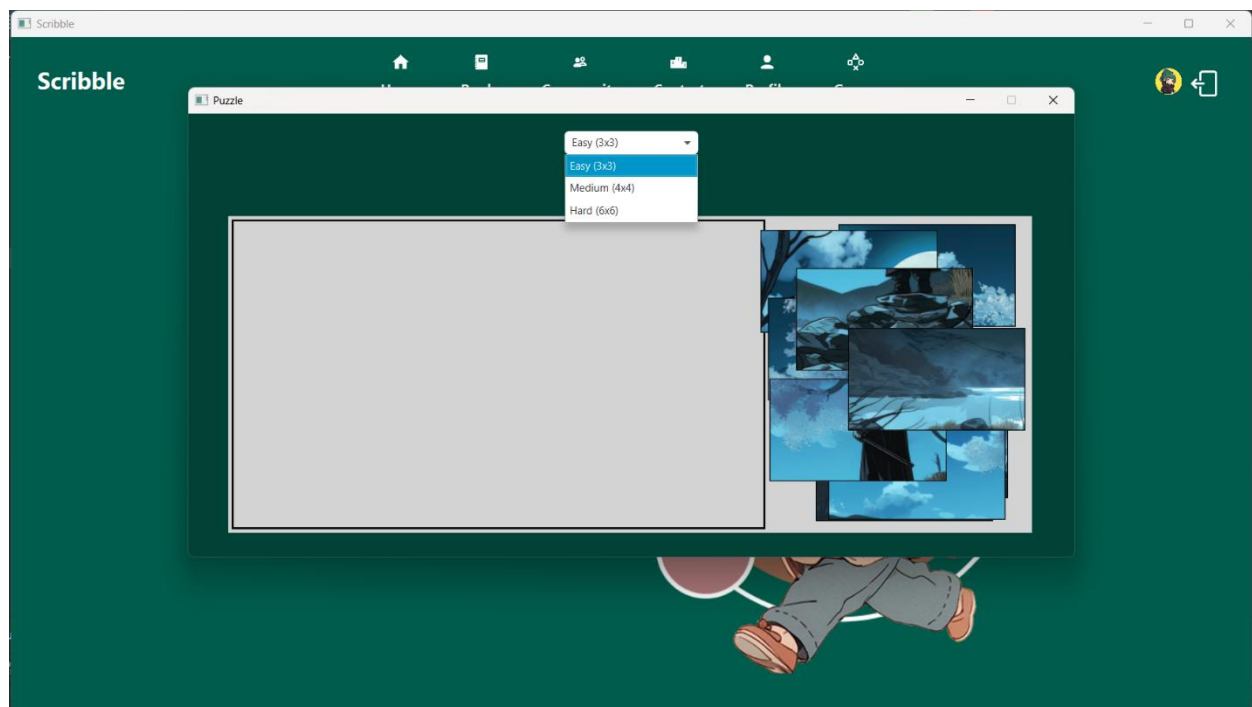 Scribble
Scribble
Puzzle
Easy (3x3)
Easy (3x3)
Medium (4x4)
Hard (6x6)